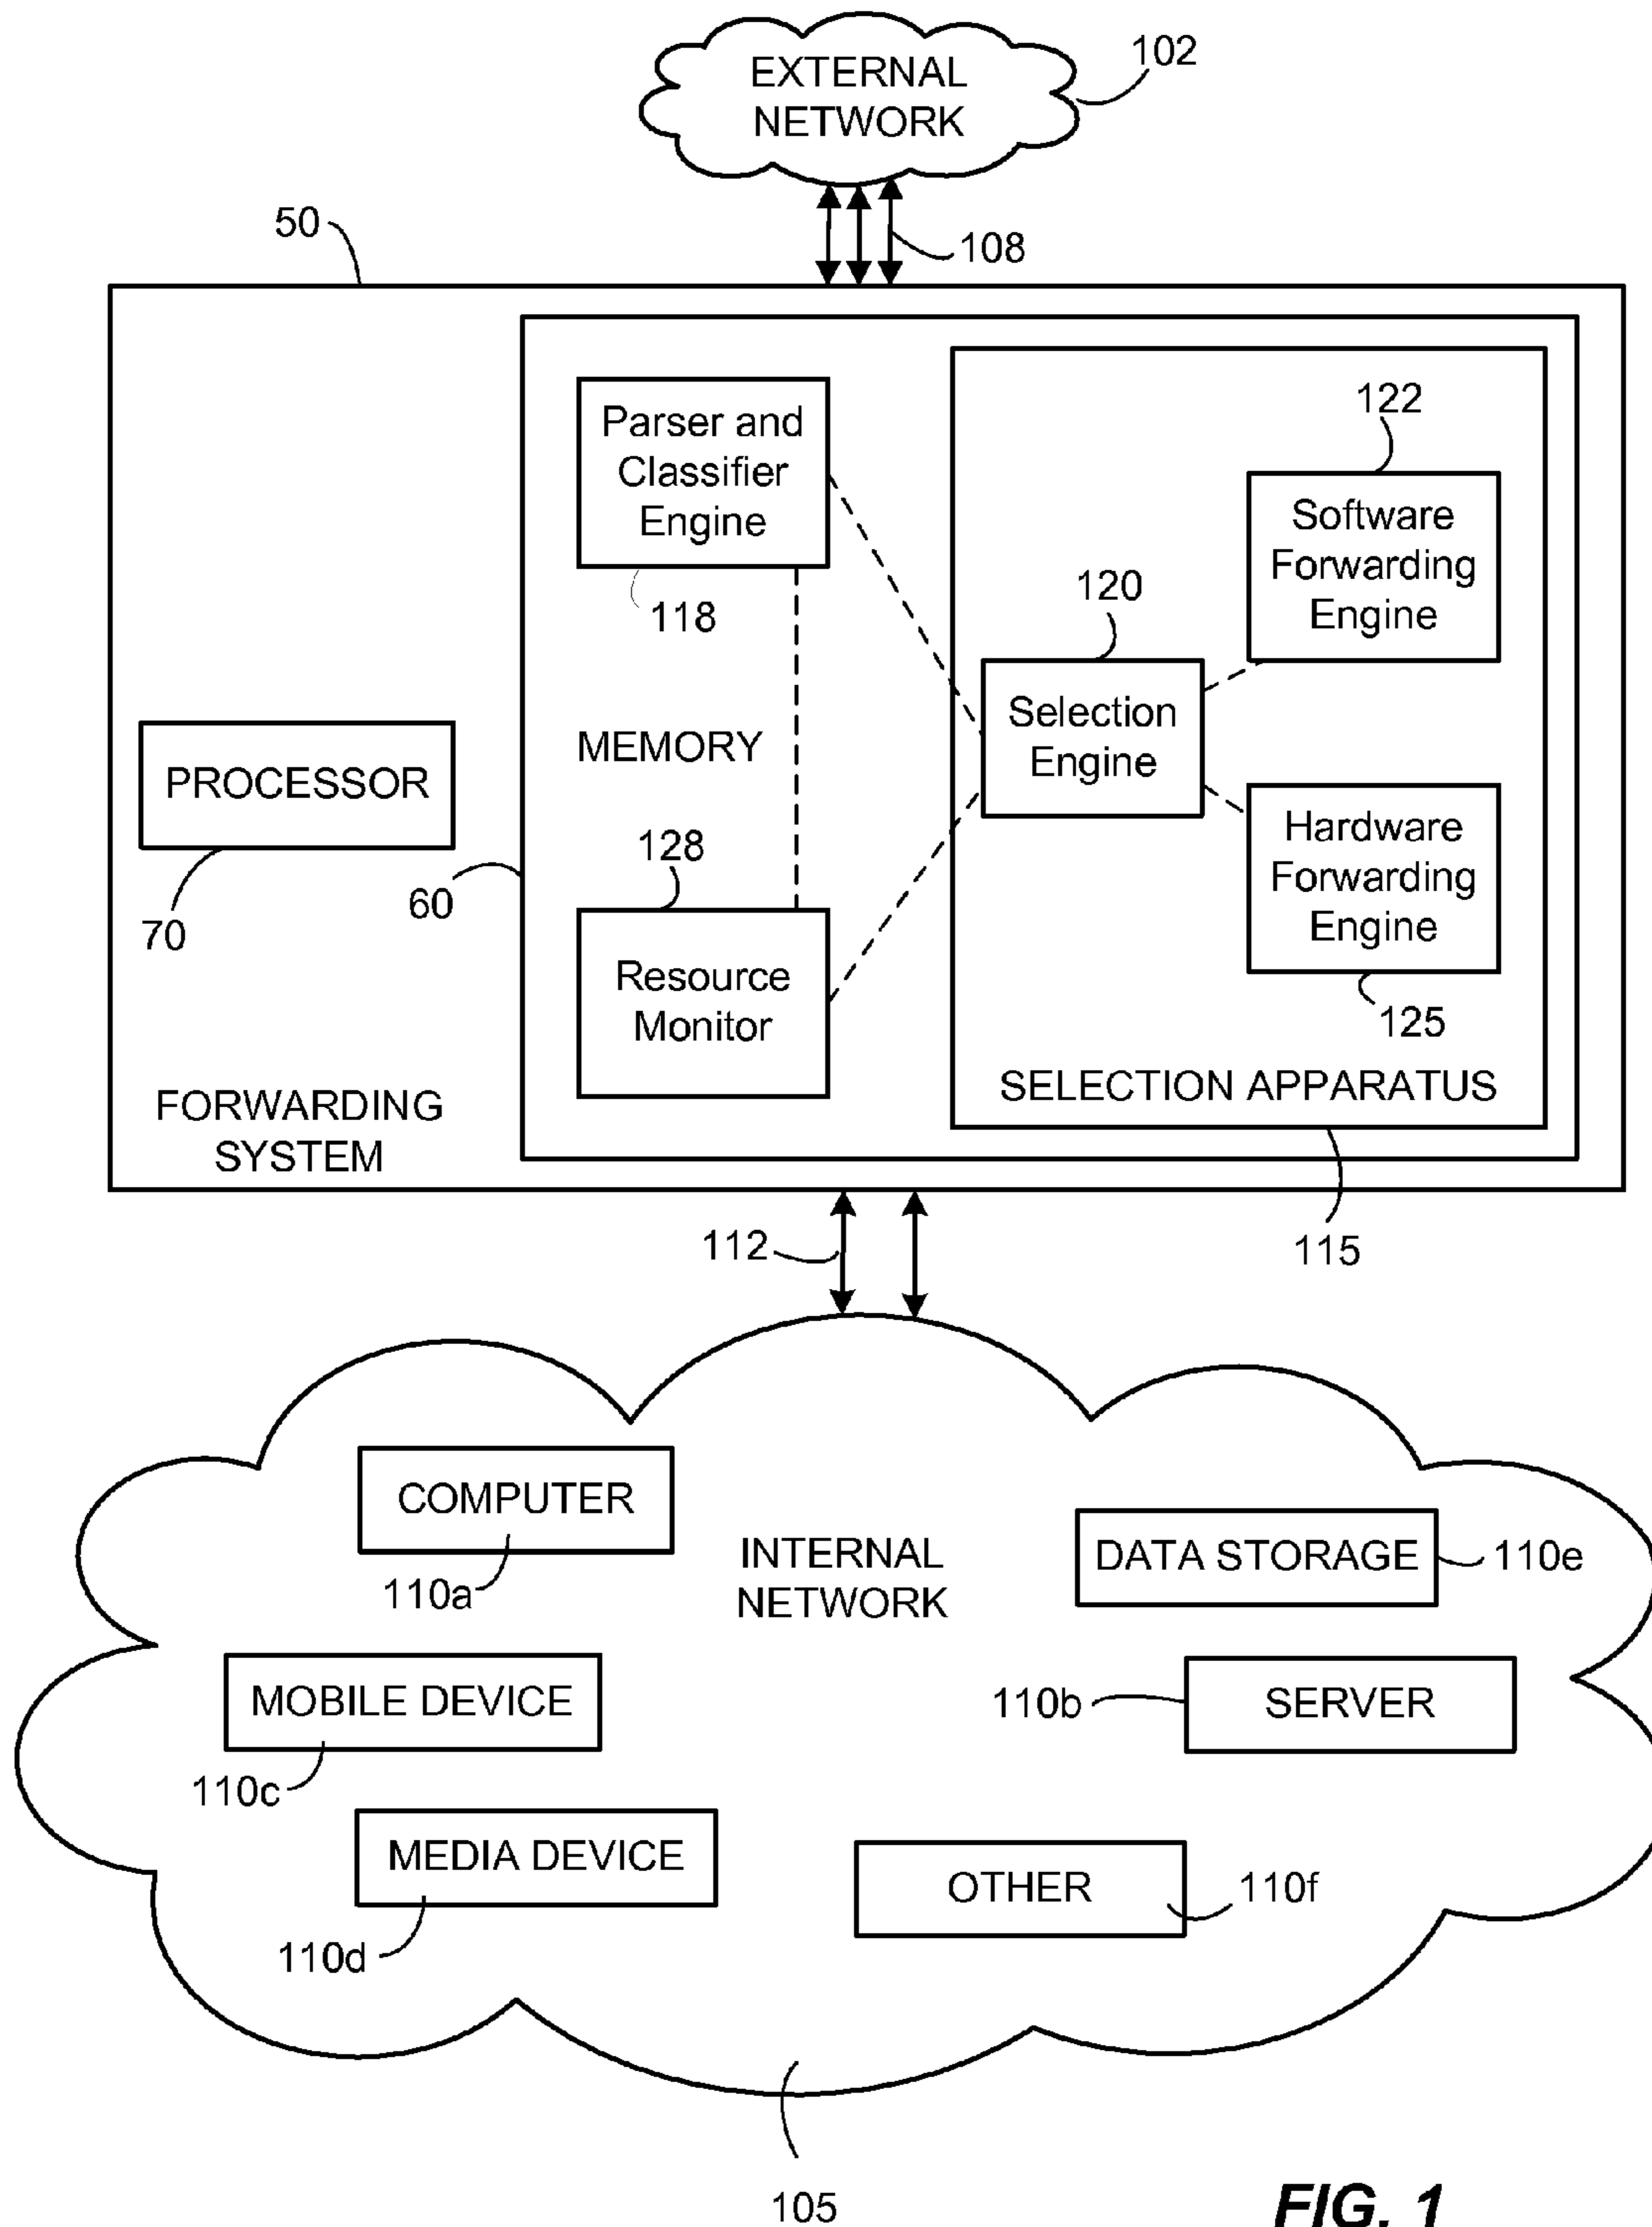 EXTERNAL
NETWORK
102
50
108
Parser and
Classifier
Engine
118
122
Software
Forwarding
Engine
120
Selection
Engine
MEMORY
PROCESSOR
70
60
128
Resource
Monitor
Hardware
Forwarding
Engine
125
SELECTION APPARATUS
FORWARDING
SYSTEM
112
115
COMPUTER
110a
INTERNAL
NETWORK
DATA STORAGE
110e
MOBILE DEVICE
110c
110b
SERVER
MEDIA DEVICE
110d
OTHER
110f
105
FIG. 1